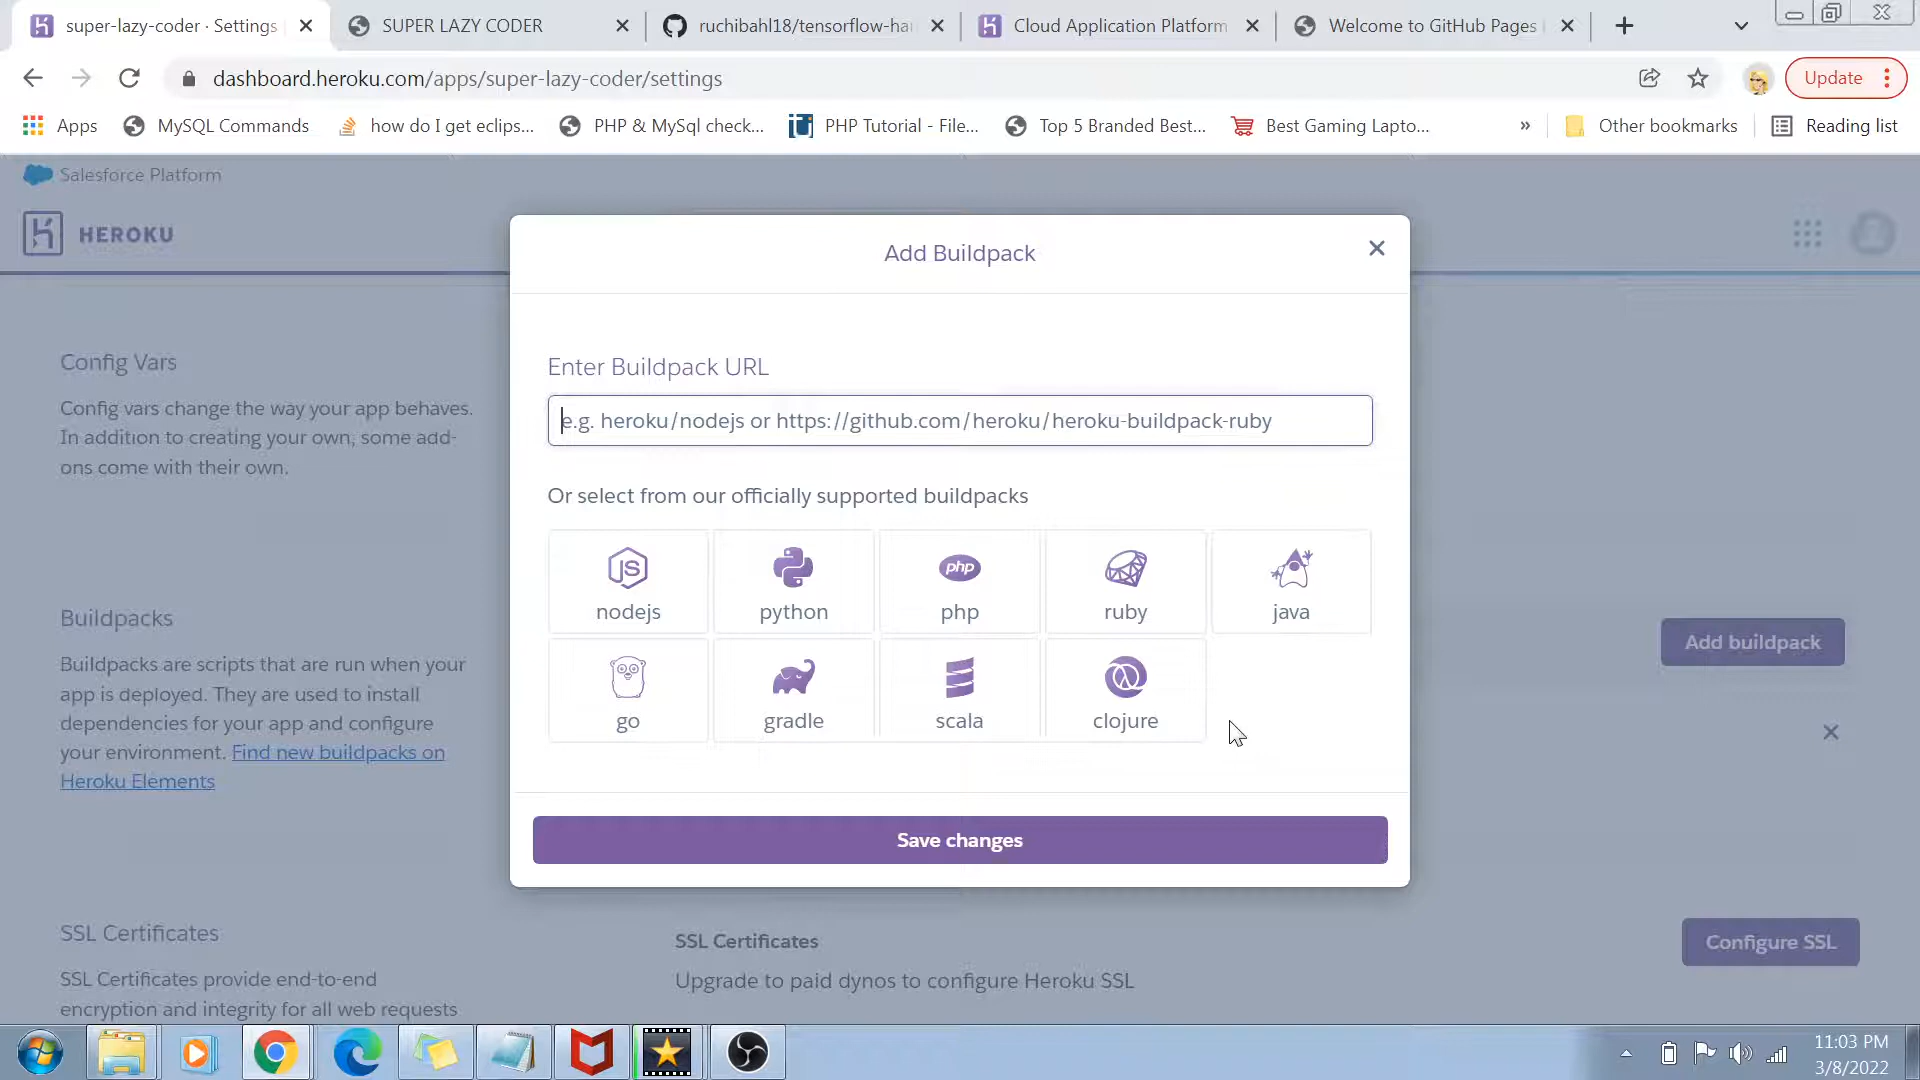 super-lazy-coder · Settings
SUPER LAZY CODER
ruchibahl18/tensorflow-ha
Cloud Application Platform
Welcome to GitHub Pages
dashboard.heroku.com/apps/super-lazy-coder/settings
Update
Apps
MySQL Commands
how do I get eclips...
PHP & MySql check...
PHP Tutorial - File...
Top 5 Branded Best...
Best Gaming Lapto...
»
Other bookmarks
Reading list
Salesforce Platform
HEROKU
Add Buildpack
Config Vars
Config vars change the way your app behaves.
In addition to creating your own, some add-
ons come with their own.
Enter Buildpack URL
e.g. heroku/nodejs or https://github.com/heroku/heroku-buildpack-ruby
Or select from our officially supported buildpacks
JS
nodejs
python
php
php
ruby
java
go
gradle
scala
clojure
Save changes
Buildpacks
Buildpacks are scripts that are run when your
app is deployed. They are used to install
dependencies for your app and configure
your environment. Find new buildpacks on
Heroku Elements
Add buildpack
SSL Certificates
SSL Certificates provide end-to-end
encryption and integrity for all web requests
SSL Certificates
Upgrade to paid dynos to configure Heroku SSL
Configure SSL
11:03 PM
3/8/2022